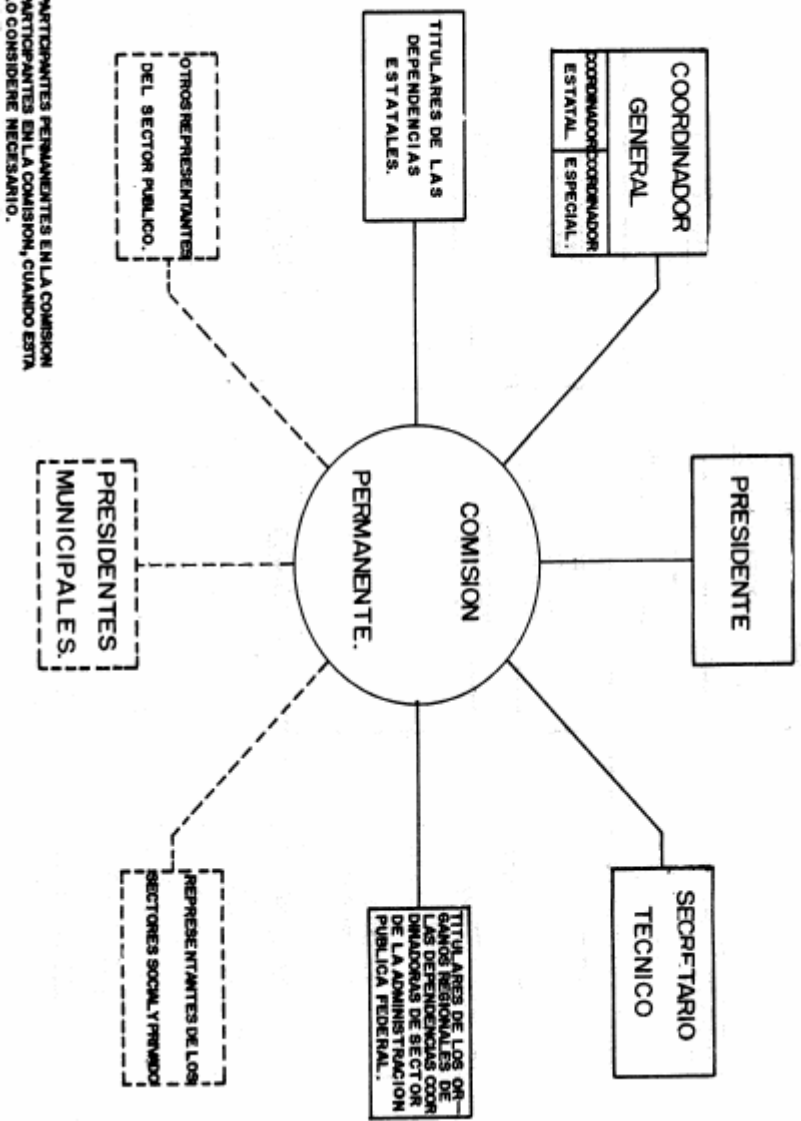 PRESIDENTE
COORDINADOR
GENERAL
COORDINADOR
ESTATAL
COORDINADOR
ESPECIAL.
SECRETARIO
TECNICO
TITULARES DE LAS
DEPENDENCIAS
ESTATALES.
COMISION
PERMANENTE.
TITULARES DE LOS OR—
GANOS REGIONALES DE
LAS DEPENDENCIAS COOR
DINADORAS DE SECTOR
DE LA ADMINISTRACION
PUBLICA FEDERAL.
OTROS REPRESENTANTES
DEL SECTOR PUBLICO.
PRESIDENTES
MUNICIPALES.
REPRESENTANTES DE LOS
SECTORES SOCIAL Y PRIVADO
PARTICIPANTES PERMANENTES EN LA COMISION
PARTICIPANTES EN LA COMISION, CUANDO ESTA
LO CONSIDERE NECESARIO.